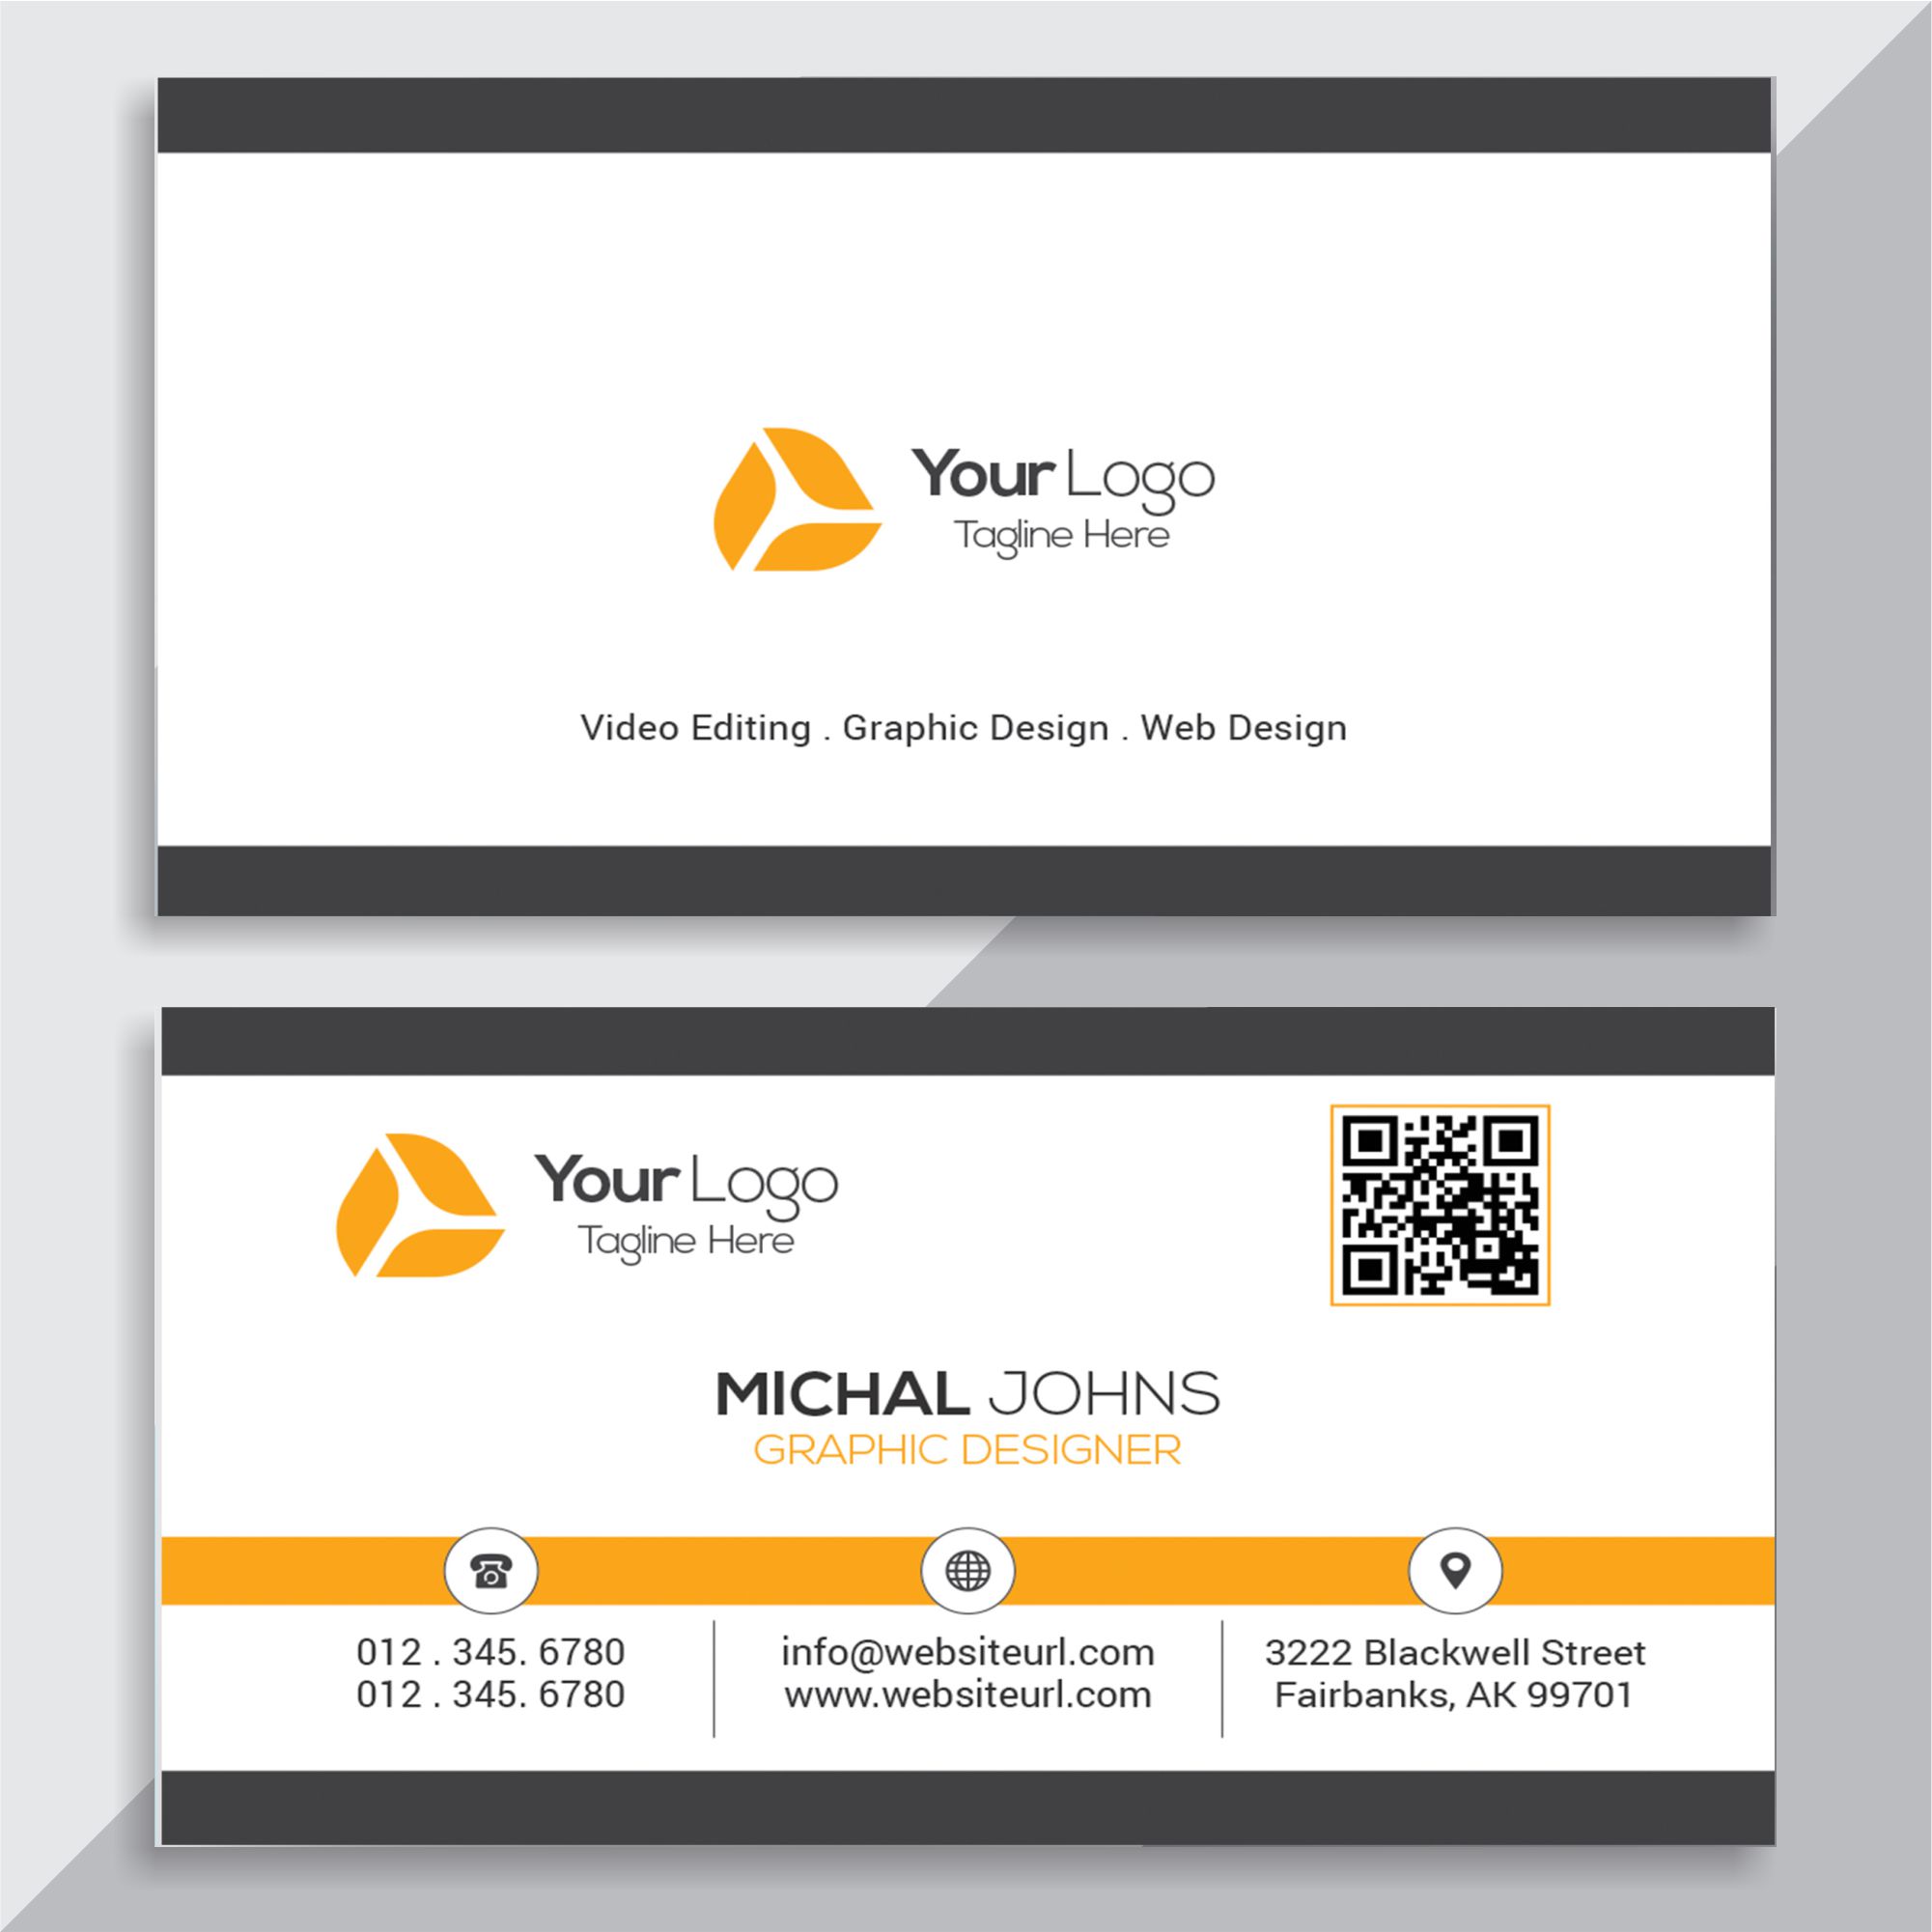 Your Logo
Tagline Here
Video Editing . Graphic Design . Web Design
Your Logo
Tagline Here
MICHAL JOHNS
GRAPHIC DESIGNER
012 . 345. 6780
012 . 345. 6780
info@websiteurl.com
www.websiteurl.com
3222 Blackwell Street
Fairbanks, AK 99701